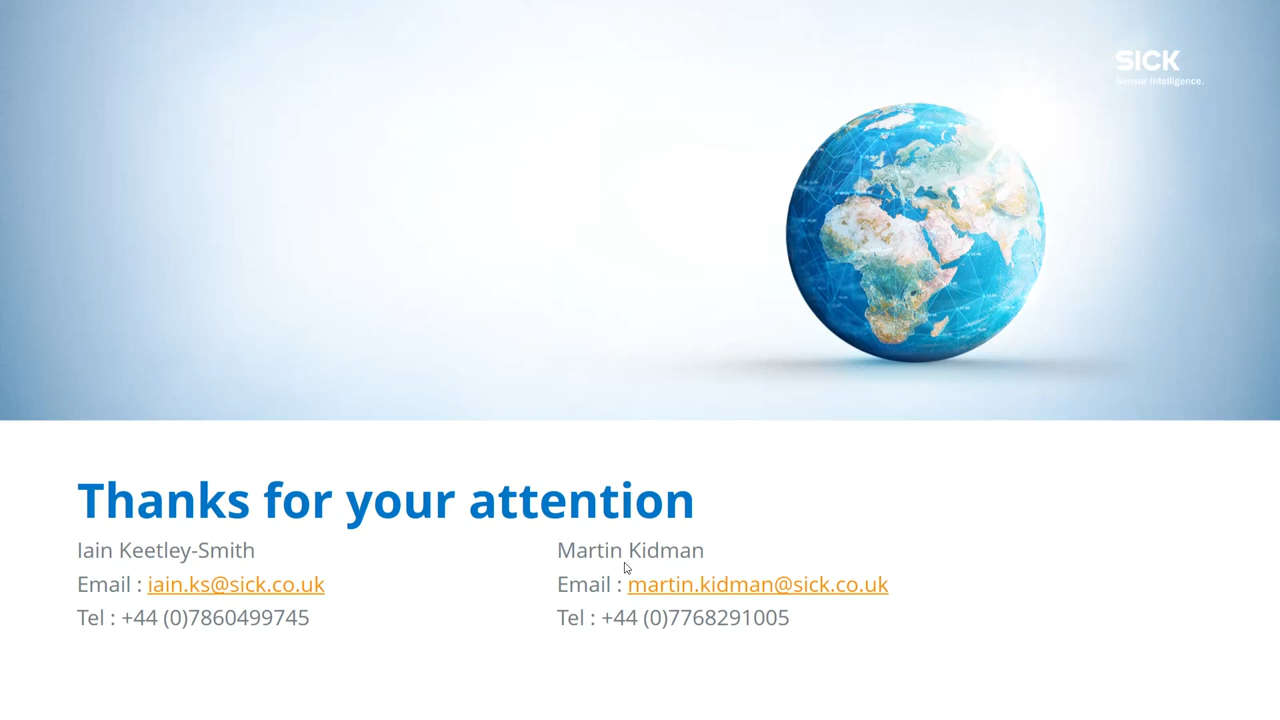 SICK
Sensor Intelligence.
Thanks for your attention
Iain Keetley-Smith
Email : iain.ks@sick.co.uk
Tel : +44 (0)7860499745
Martin Kidman
Email : martin.kidman@sick.co.uk
Tel : +44 (0)7768291005